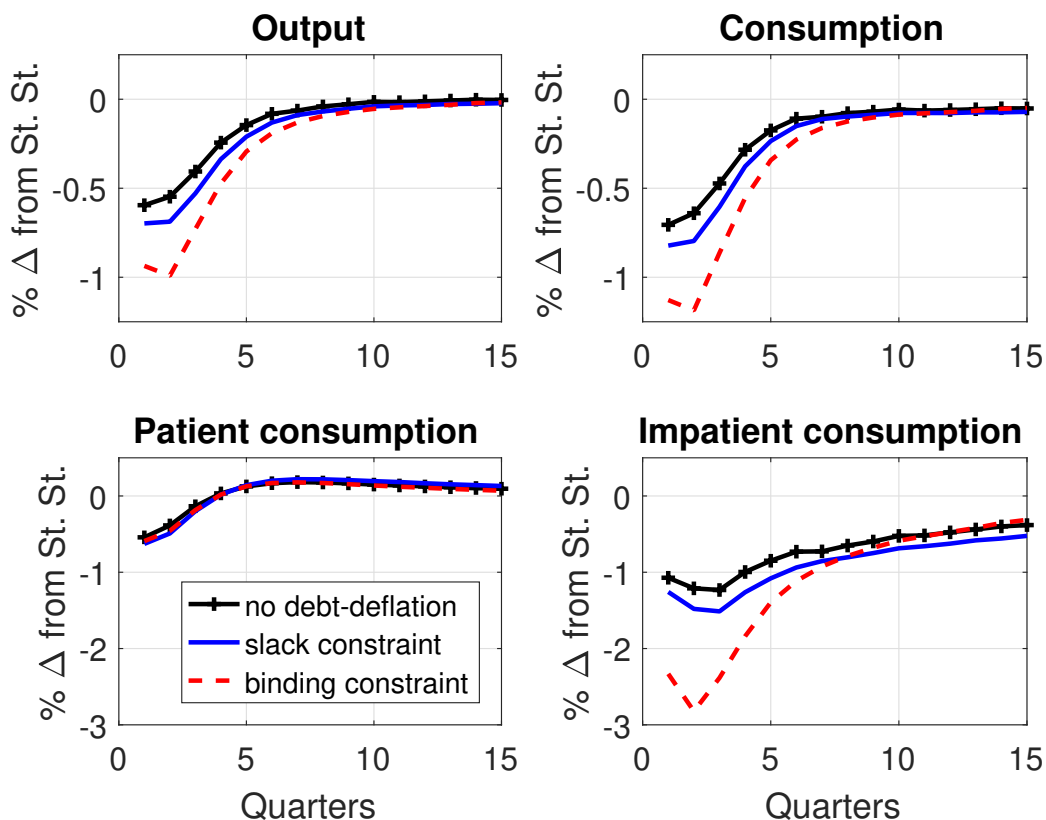 Output
% Δ from St. St.
0
-0.5
-1
0
5
10
15
Consumption
% Δ from St. St.
0
-0.5
-1
0
5
10
15
Patient consumption
% Δ from St. St.
0
-1
-2
-3
no debt-deflation
slack constraint
binding constraint
0
5
10
15
Quarters
Impatient consumption
% Δ from St. St.
0
-1
-2
-3
0
5
10
15
Quarters